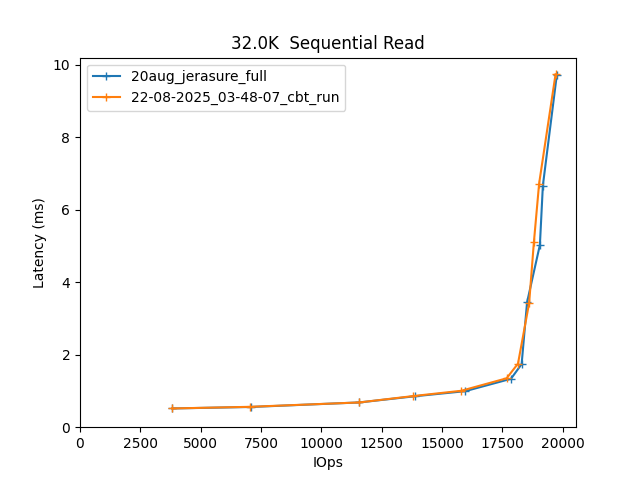 32.0K  Sequential Read
20aug_jerasure_full
22-08-2025_03-48-07_cbt_run
Latency (ms)
10
8
6
4
2
0
0 2500 5000 7500 10000 12500 15000 17500 20000
IOps